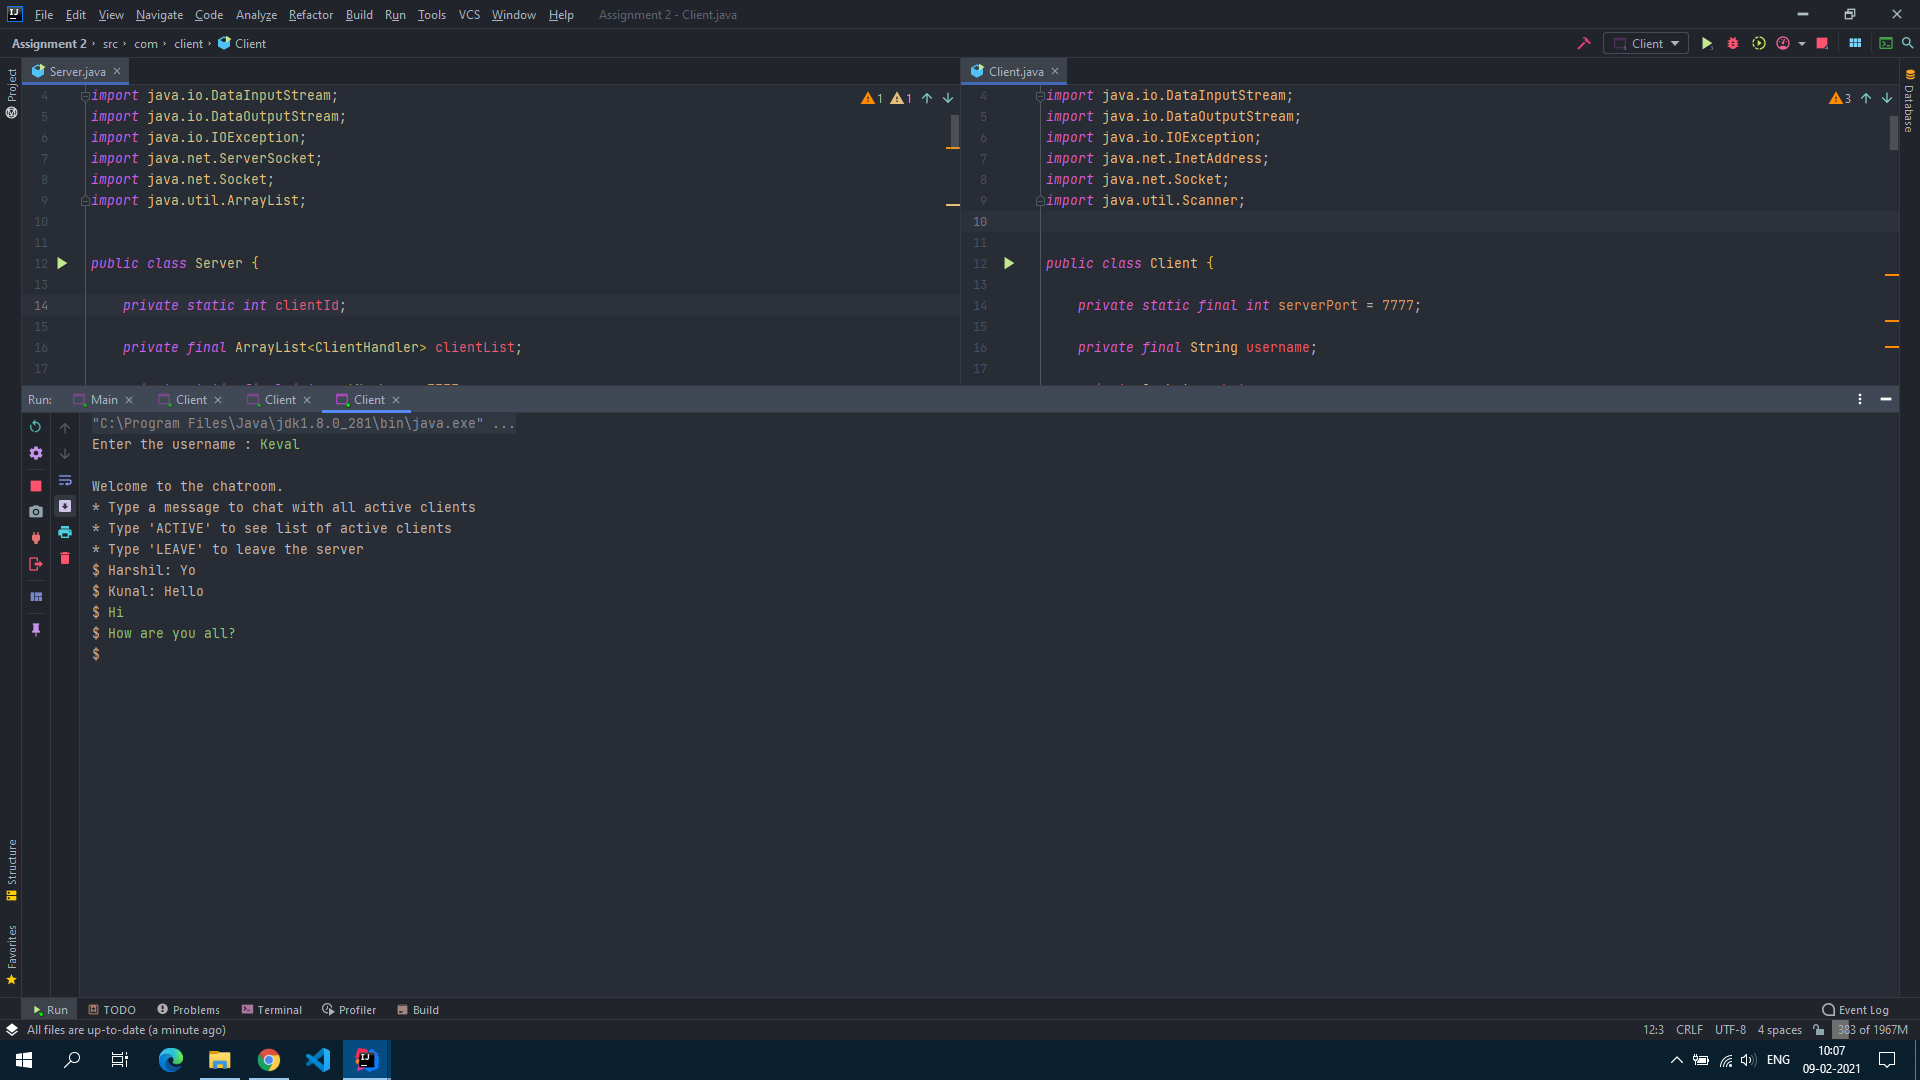 File Edit View Navigate Code Analyze Refactor Build Run Tools VCS Window Help Assignment 2 - Client.java
Assignment 2 src com client Client
Client
Project
Server.java
4 import java.io.DataInputStream;
5 import java.io.DataOutputStream;
6 import java.io.IOException;
7 import java.net.ServerSocket;
8 import java.net.Socket;
9 import java.util.ArrayList;
10
11
12 public class Server {
13
14 private static int clientId;
15
16 private final ArrayList<ClientHandler> clientList;
17
1 1
Client.java
4 import java.io.DataInputStream;
5 import java.io.DataOutputStream;
6 import java.io.IOException;
7 import java.net.InetAddress;
8 import java.net.Socket;
9 import java.util.Scanner;
10
11
12 public class Client {
13
14 private static final int serverPort = 7777;
15
16 private final String username;
17
3
Database
Run: Main Client Client Client
"C:\Program Files\Java\jdk1.8.0_281\bin\java.exe" ...
Enter the username : Keval
Welcome to the chatroom.
* Type a message to chat with all active clients
* Type 'ACTIVE' to see list of active clients
* Type 'LEAVE' to leave the server
$ Harshil: Yo
$ Kunal: Hello
$ Hi
$ How are you all?
$
Structure
Favorites
Run TODO Problems Terminal Profiler Build Event Log
All files are up-to-date (a minute ago) 12:3 CRLF UTF-8 4 spaces 383 of 1967M
ENG 10:07
09-02-2021